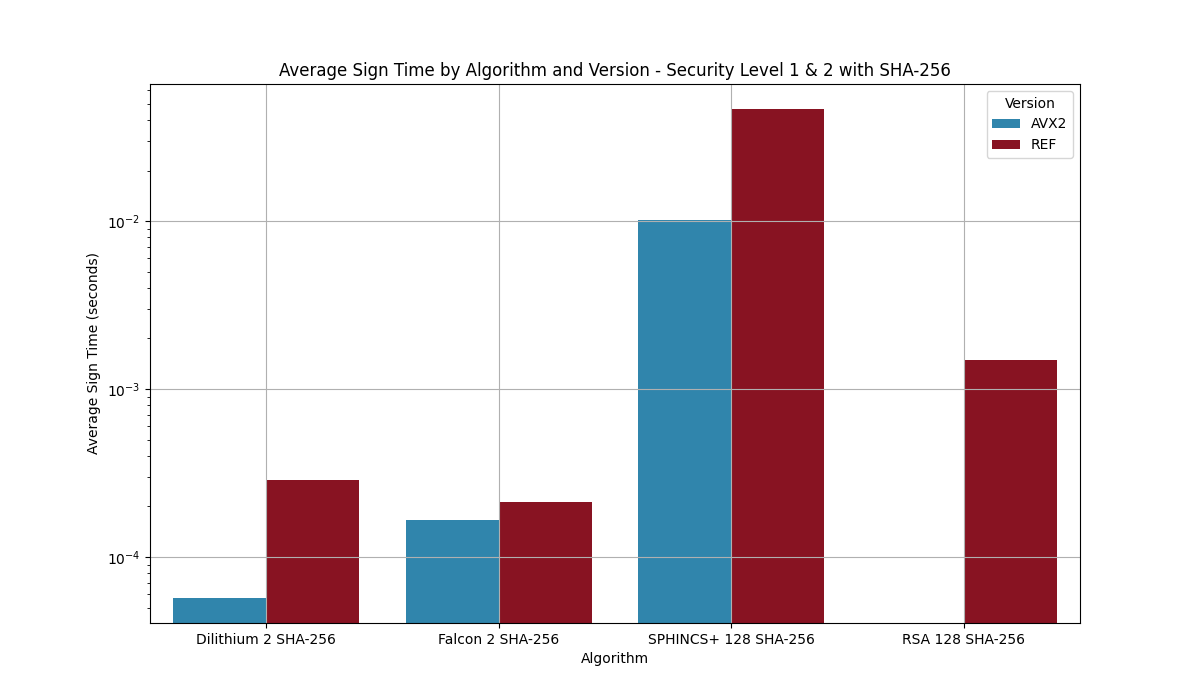 Average Sign Time by Algorithm and Version - Security Level 1 & 2 with SHA-256
Version
AVX2
REF
Average Sign Time (seconds)
10⁻²
10⁻³
10⁻⁴
Dilithium 2 SHA-256
Falcon 2 SHA-256
SPHINCS+ 128 SHA-256
RSA 128 SHA-256
Algorithm